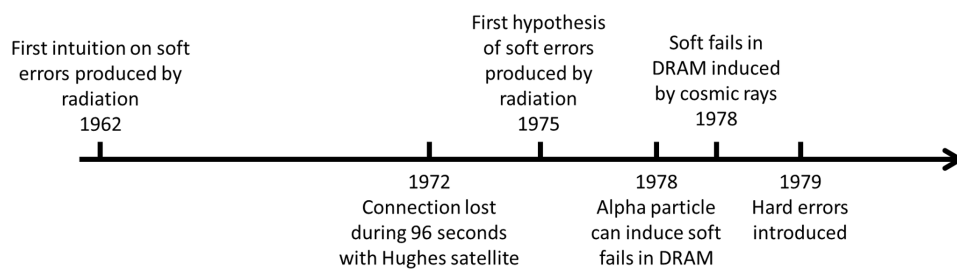 First intuition on soft
errors produced by
radiation
1962
First hypothesis
of soft errors
produced by
radiation
1975
Soft fails in
DRAM induced
by cosmic rays
1978
1972
Connection lost
during 96 seconds
with Hughes satellite
1978
Alpha particle
can induce soft
fails in DRAM
1979
Hard errors
introduced